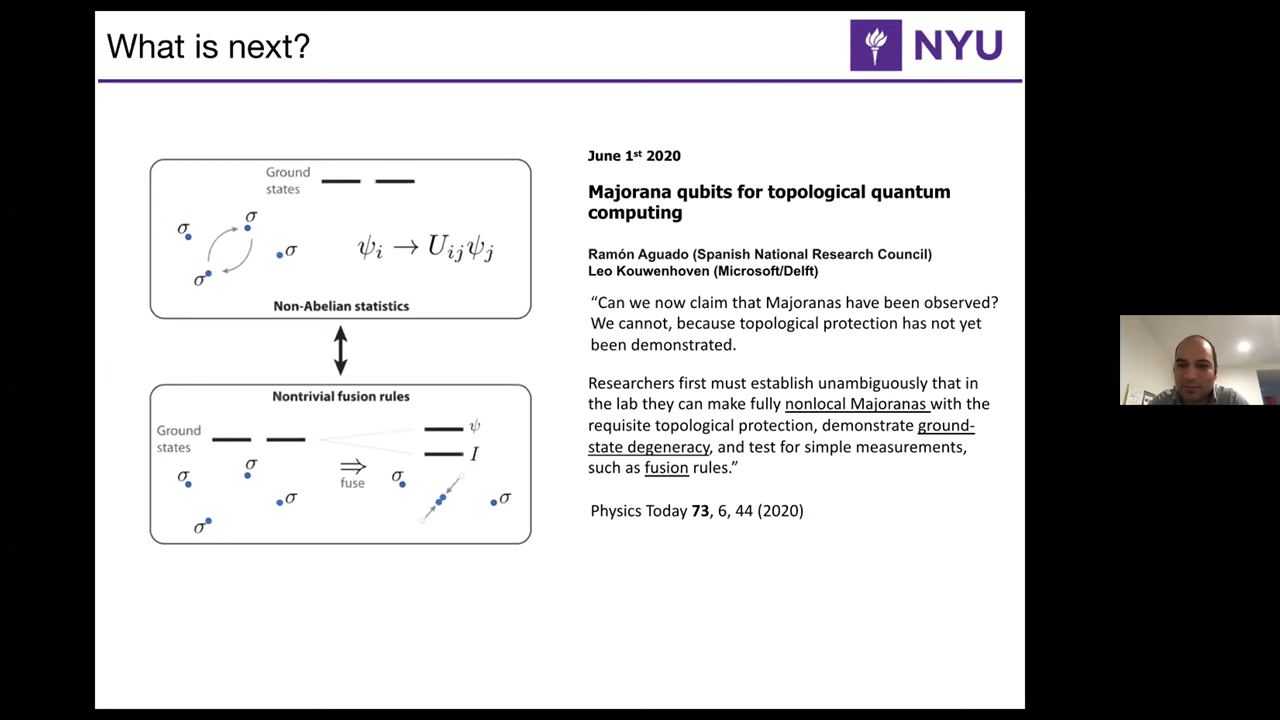 What is next?
NYU
Ground
states
σ
σ
σ
σ
ψᵢ → Uᵢⱼψⱼ
Non-Abelian statistics
Nontrivial fusion rules
Ground
states
ψ
I
σ
σ
σ
σ
⇒
fuse
σ
σ
June 1st 2020
Majorana qubits for topological quantum
computing
Ramón Aguado (Spanish National Research Council)
Leo Kouwenhoven (Microsoft/Delft)
“Can we now claim that Majoranas have been observed?
We cannot, because topological protection has not yet
been demonstrated.
Researchers first must establish unambiguously that in
the lab they can make fully nonlocal Majoranas with the
requisite topological protection, demonstrate ground-
state degeneracy, and test for simple measurements,
such as fusion rules.”
Physics Today 73, 6, 44 (2020)